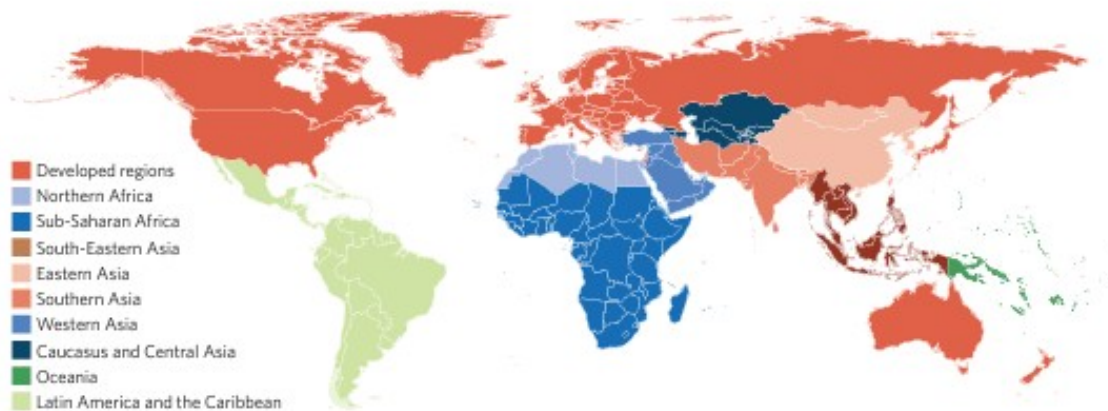 Developed regions
Northern Africa
Sub-Saharan Africa
South-Eastern Asia
Eastern Asia
Southern Asia
Western Asia
Caucasus and Central Asia
Oceania
Latin America and the Caribbean